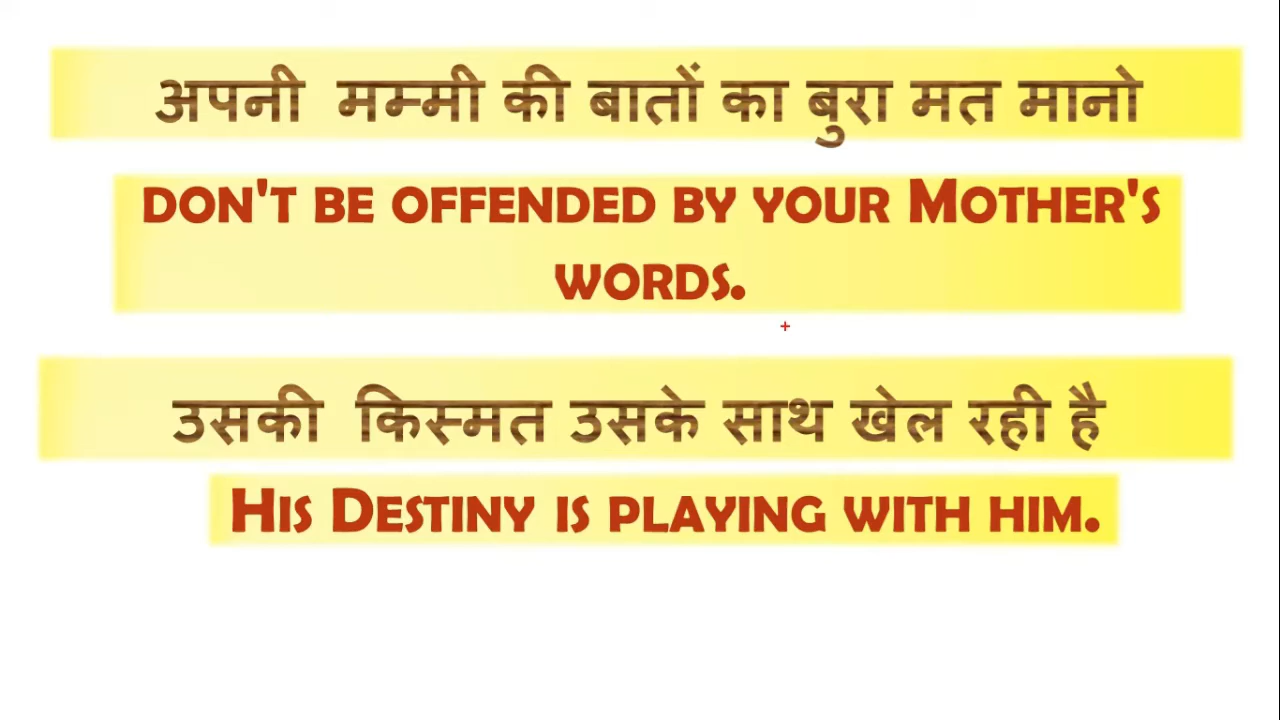 अपनी मम्मी की बातों का बुरा मत मानो
DON'T BE OFFENDED BY YOUR MOTHER'S
WORDS.
उसकी किस्मत उसके साथ खेल रही है
HIS DESTINY IS PLAYING WITH HIM.